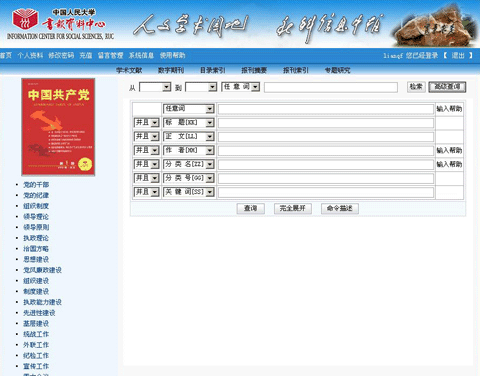 中国人民大学
书报资料中心
INFORMATION CENTER FOR SOCIAL SCIENCES, RUC
人文学术园地 社科信息中枢
首页 个人资料 修改密码 充值 留言管理 系统信息 使用帮助
您已经登录 【 退出 】
学术文献 数字期刊 目录索引 报刊摘要 报刊索引 专题研究
中国共产党
从 到 任 意 词 检索 高级查询
任意词 输入帮助
并且 标 题[KK]
并且 正 文[LL]
并且 作 者[MM] 输入帮助
并且 分 类 名[ZZ] 输入帮助
并且 分 类 号[GG]
并且 关 键 词[SS]
查询 完全展开 命令描述
党的干部
党的纪律
组织制度
领导理论
领导原则
执政理论
治国方略
思想建设
党风廉政建设
组织建设
制度建设
执政能力建设
先进性建设
基层建设
统战工作
外联工作
纪检工作
宣传工作